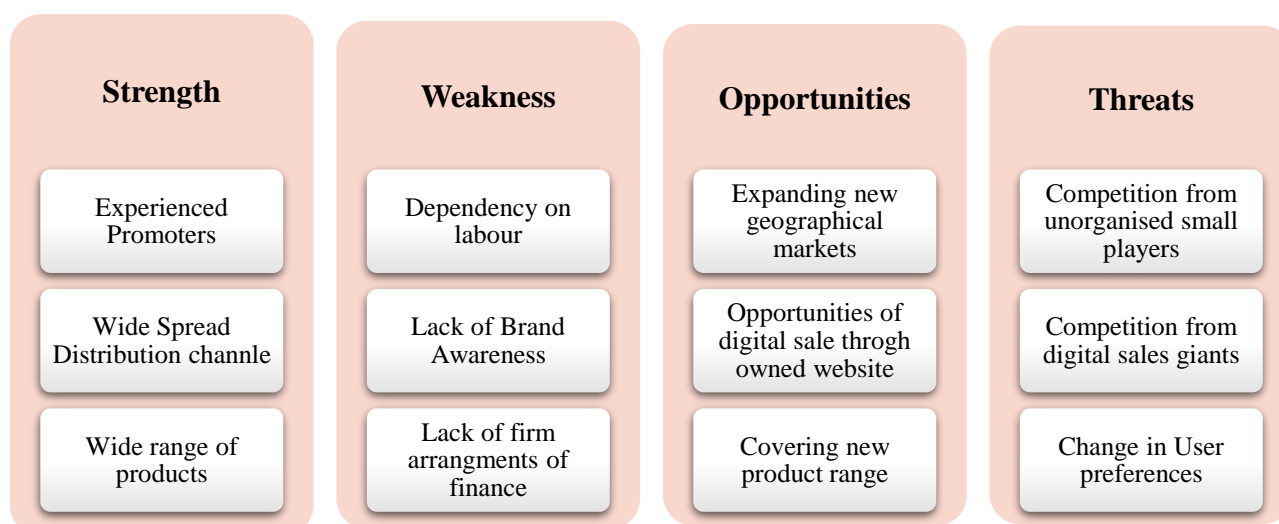 Strength
Experienced
Promoters
Wide Spread
Distribution channle
Wide range of
products
Weakness
Dependency on
labour
Lack of Brand
Awareness
Lack of firm
arrangments of
finance
Opportunities
Expanding new
geographical
markets
Opportunities of
digital sale throgh
owned website
Covering new
product range
Threats
Competition from
unorganised small
players
Competition from
digital sales giants
Change in User
preferences